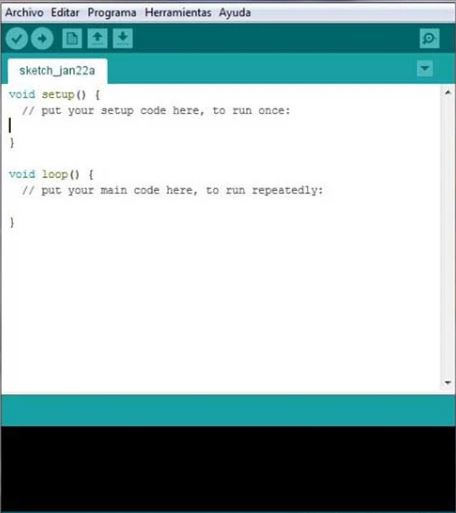 Archivo Editar Programa Herramientas Ayuda
sketch_jan22a
void setup() {
  // put your setup code here, to run once:

}

void loop() {
  // put your main code here, to run repeatedly:

}